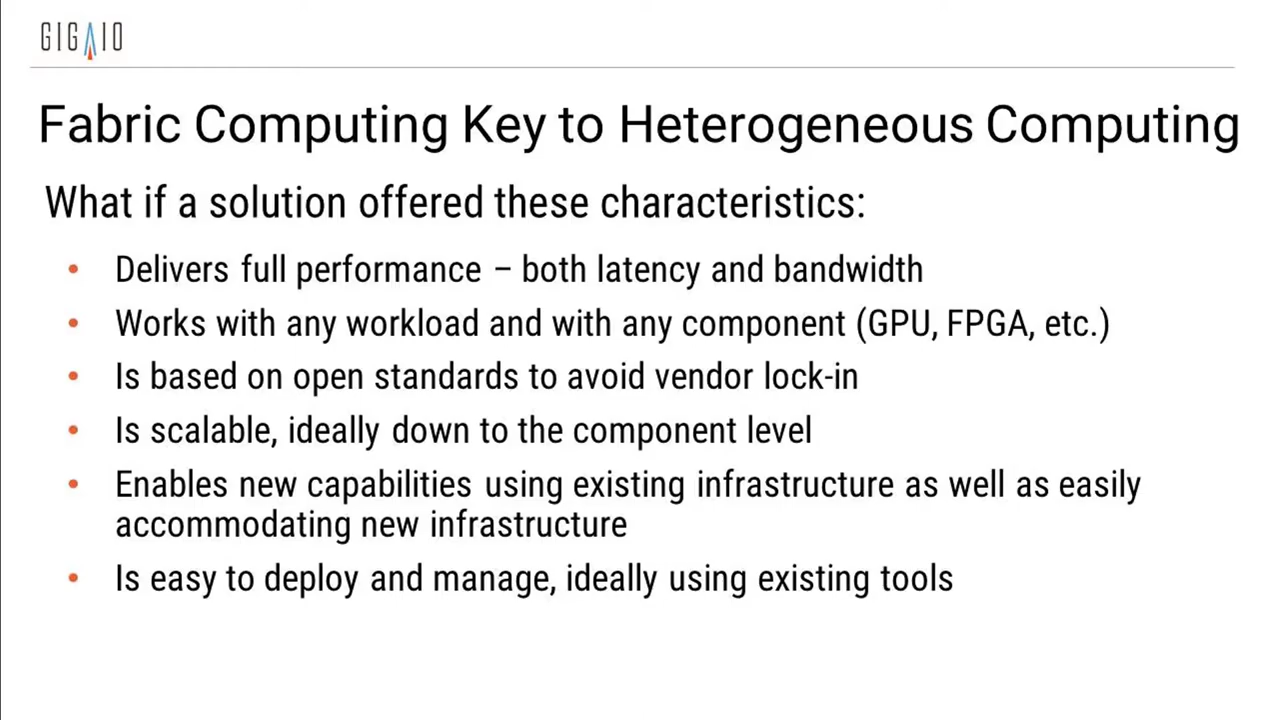 GIGAIO
Fabric Computing Key to Heterogeneous Computing
What if a solution offered these characteristics:
• Delivers full performance – both latency and bandwidth
• Works with any workload and with any component (GPU, FPGA, etc.)
• Is based on open standards to avoid vendor lock-in
• Is scalable, ideally down to the component level
• Enables new capabilities using existing infrastructure as well as easily
accommodating new infrastructure
• Is easy to deploy and manage, ideally using existing tools